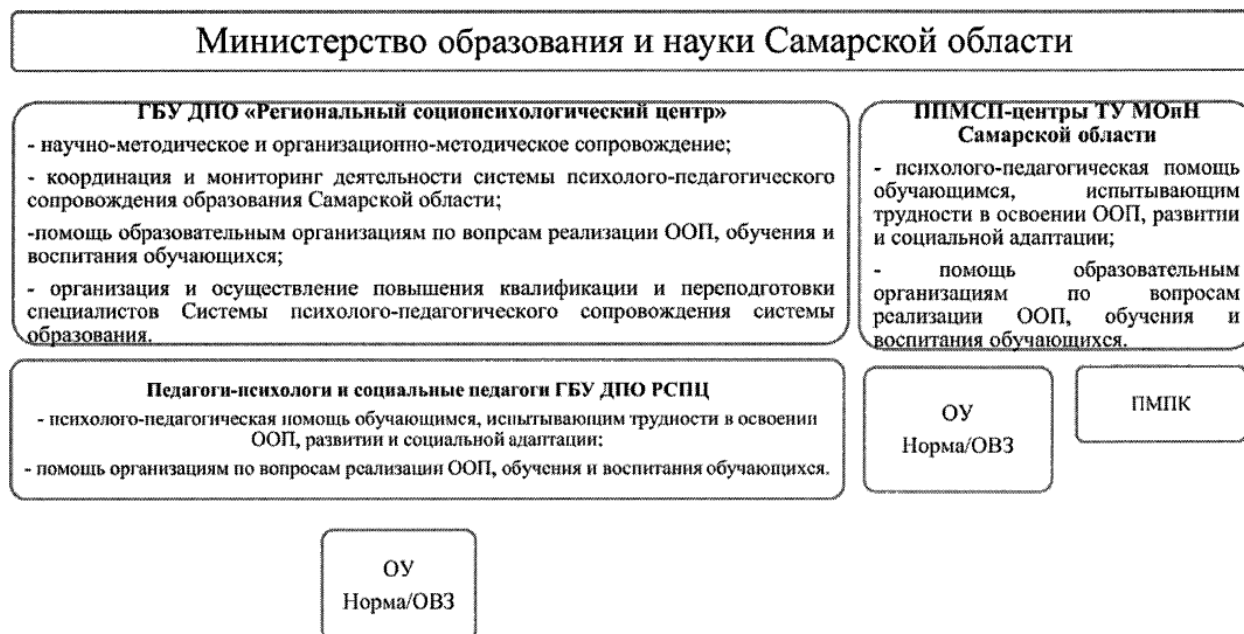 Министерство образования и науки Самарской области
ГБУ ДПО «Региональный социопсихологический центр»
- научно-методическое и организационно-методическое сопровождение;
- координация и мониторинг деятельности системы психолого-педагогического
сопровождения образования Самарской области;
-помощь образовательным организациям по вопрсам реализации ООП, обучения и
воспитания обучающихся;
- организация и осуществление повышения квалификации и переподготовки
специалистов Системы психолого-педагогического сопровождения системы
образования.
ППМСП-центры ТУ МОиН
Самарской области
- психолого-педагогическая помощь
обучающимся, испытывающим
трудности в освоении ООП, развитии
и социальной адаптации;
- помощь образовательным
организациям по вопросам
реализации ООП, обучения и
воспитания обучающихся.
Педагоги-психологи и социальные педагоги ГБУ ДПО РСПЦ
- психолого-педагогическая помощь обучающимся, испытывающим трудности в освоении
ООП, развитии и социальной адаптации;
- помощь организациям по вопросам реализации ООП, обучения и воспитания обучающихся.
ОУ
Норма/ОВЗ
ПМПК
ОУ
Норма/ОВЗ